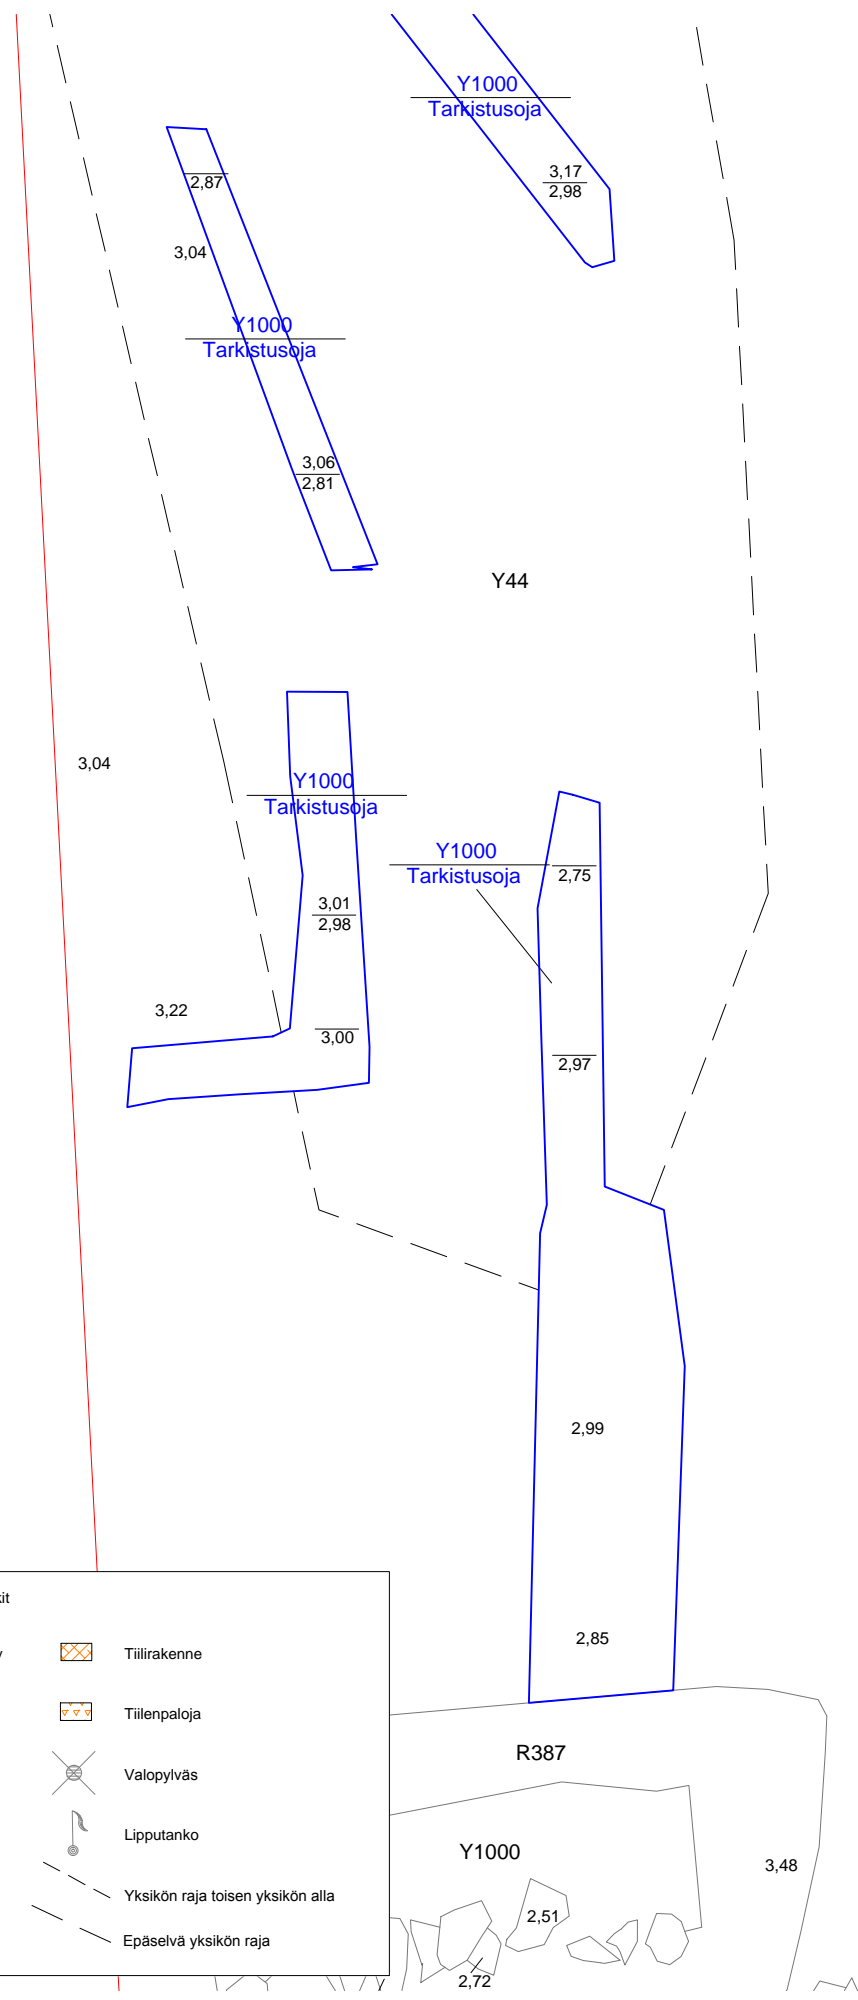 Y1000
Tarkistusoja
3,17
2,98
2,87
3,04
Y1000
Tarkistusoja
3,06
2,81
Y44
3,04
Y1000
Tarkistusoja
Y1000
Tarkistusoja
2,75
3,01
2,98
3,22
3,00
2,97
2,99
2,85
Tiilirakenne
Tiilenpaloja
R387
Valopylväs
Lipputanko
Y1000
3,48
Yksikön raja toisen yksikön alla
2,51
Epäselvä yksikön raja
2,72